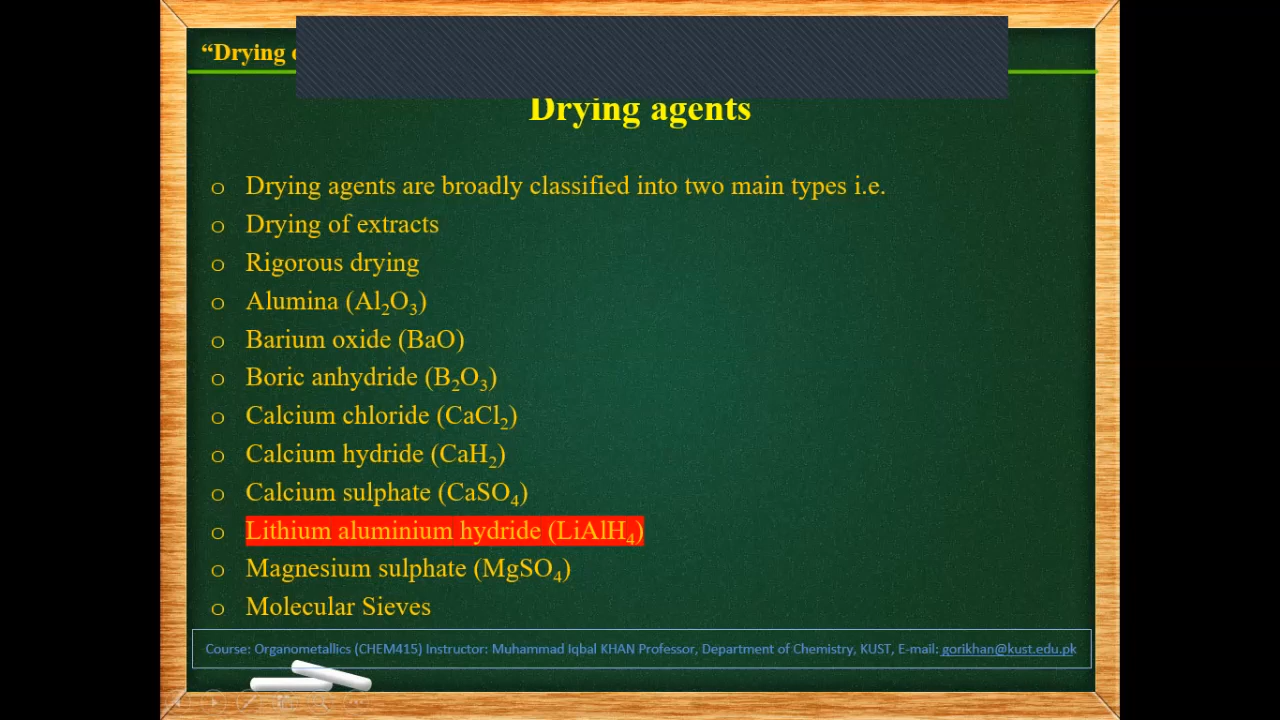 “Drying
Drying agents
o Drying agents are broadly classified into two main types i.e.
o Drying of extracts
o Rigorous drying
o Alumina (Al₂O₃)
o Barium oxide (BaO)
o Boric anhydride (B₂O₃)
o Calcium chloride (CaCl₂)
o Calcium hydride (CaH₂)
o Calcium sulphate (CaSO₄)
o Lithium aluminium hydride (LiAlH₄)
o Magnesium sulphate (MgSO₄)
o Molecular Sieves
Course: Organometallics (CHEM415) Instructor: Muhammad Iqbal KHAN Professor, Department of Chemistry, KUST, E-mail: gorikhan@kust.edu.pk